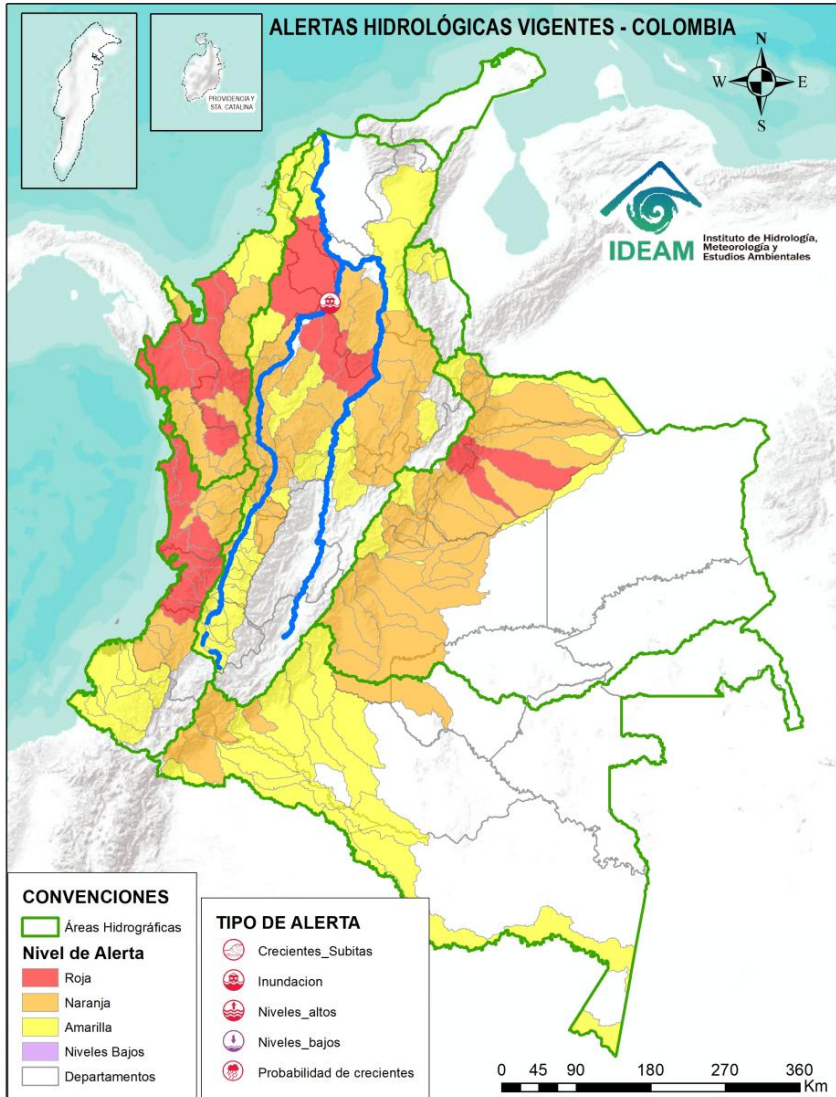 ALERTAS HIDROLÓGICAS VIGENTES - COLOMBIA
PROVIDENCIA Y
STA. CATALINA
N
W
E
S
IDEAM
Instituto de Hidrología,
Meteorología y
Estudios Ambientales
CONVENCIONES
Áreas Hidrográficas
Nivel de Alerta
Roja
Naranja
Amarilla
Niveles Bajos
Departamentos
TIPO DE ALERTA
Crecientes_Subitas
Inundacion
Niveles_altos
Niveles_bajos
Probabilidad de crecientes
0 45 90 180 270 360
Km